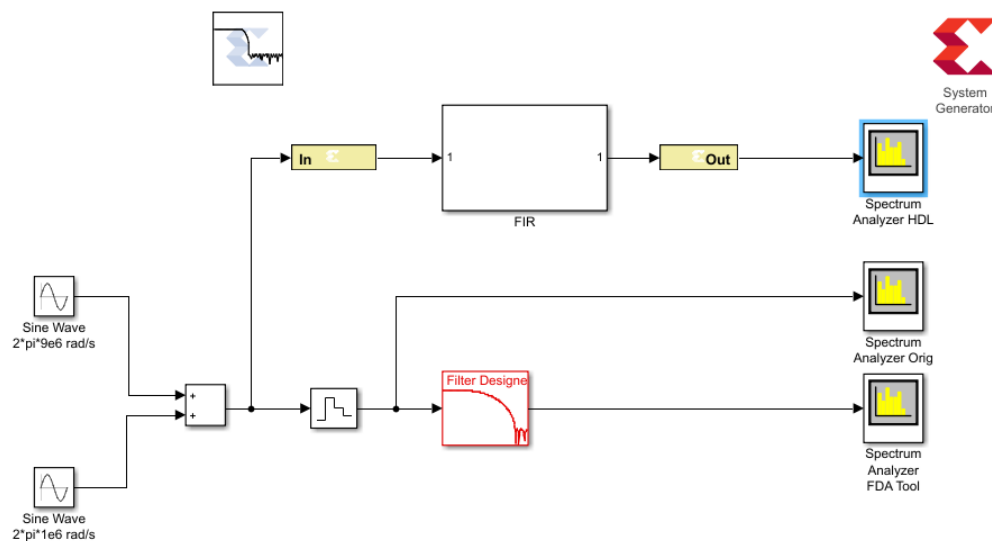 System
Generator
In
1
1
Out
FIR
Spectrum
Analyzer HDL
Sine Wave
2*pi*9e6 rad/s
Spectrum
Analyzer Orig
+
+
Filter Designe
Spectrum
Analyzer
FDA Tool
Sine Wave
2*pi*1e6 rad/s